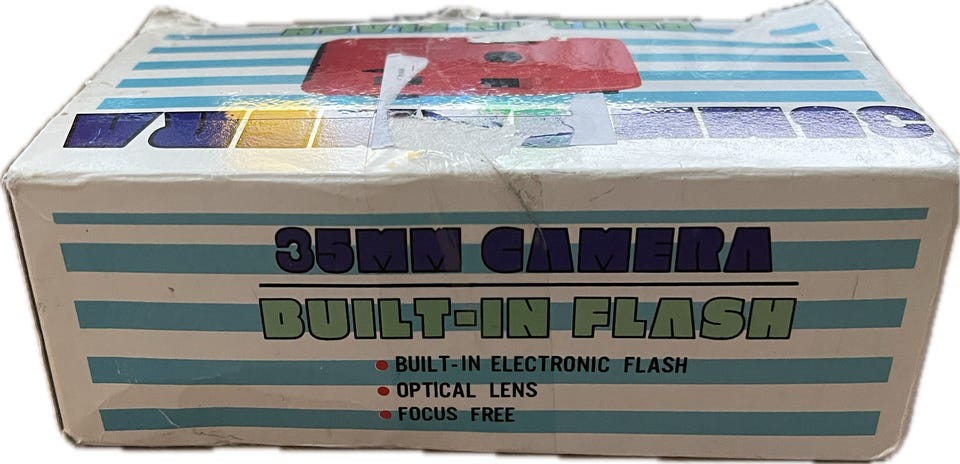 35MM CAMERA
BUILT-IN FLASH
• BUILT-IN ELECTRONIC FLASH
• OPTICAL LENS
• FOCUS FREE